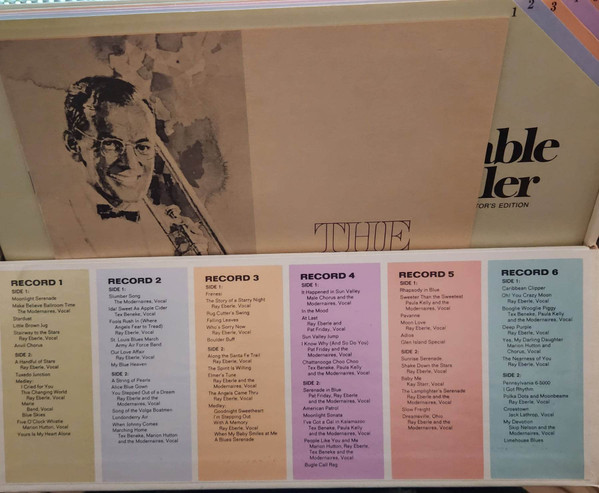 1
2
3
able
ler
TOR'S EDITION
THE
RECORD 1
SIDE 1:
Moonlight Serenade
Make Believe Ballroom Time
The Modernaires, Vocal
Stardust
Little Brown Jug
Stairway to the Stars
Ray Eberle, Vocal
Anvil Chorus
SIDE 2:
A Handful of Stars
Ray Eberle, Vocal
Tuxedo Junction
Medley:
I Cried for You
This Changing World
Ray Eberle, Vocal
Marie
Band, Vocal
Blue Skies
Five O'Clock Whistle
Marion Hutton, Vocal
Yours Is My Heart Alone
RECORD 2
SIDE 1:
Slumber Song
The Modernaires, Vocal
Ida! Sweet As Apple Cider
Tex Beneke, Vocal
Fools Rush In (Where
Angels Fear to Tread)
Ray Eberle, Vocal
St. Louis Blues March
Army Air Force Band
Our Love Affair
Ray Eberle, Vocal
My Blue Heaven
SIDE 2:
A String of Pearls
Alice Blue Gown
You Stepped Out of a Dream
Ray Eberle and the
Modernaires, Vocal
Song of the Volga Boatmen
Londonderry Air
When Johnny Comes
Marching Home
Tex Beneke, Marion Hutton
and the Modernaires, Vocal
RECORD 3
SIDE 1:
Frenesi
The Story of a Starry Night
Ray Eberle, Vocal
Rug Cutter's Swing
Falling Leaves
Who's Sorry Now
Ray Eberle, Vocal
Boulder Buff
SIDE 2:
Along the Santa Fe Trail
Ray Eberle, Vocal
The Spirit Is Willing
Elmer's Tune
Ray Eberle and the
Modernaires, Vocal
The Angels Came Thru
Ray Eberle, Vocal
Medley:
Goodnight Sweetheart
I'm Stepping Out
With A Memory
Ray Eberle, Vocal
When My Baby Smiles at Me
A Blues Serenade
RECORD 4
SIDE 1:
It Happened in Sun Valley
Male Chorus and the
Modernaires, Vocal
In the Mood
At Last
Ray Eberle and
Pat Friday, Vocal
Sun Valley Jump
I Know Why (And So Do You)
Pat Friday and the
Modernaires, Vocal
Chattanooga Choo Choo
Tex Beneke, Paula Kelly
and the Modernaires, Vocal
SIDE 2:
Serenade in Blue
Pat Friday, Ray Eberle
and the Modernaires, Vocal
American Patrol
Moonlight Sonata
I've Got a Gal in Kalamazoo
Tex Beneke, Paula Kelly
and the Modernaires, Vocal
People Like You and Me
Marion Hutton, Ray Eberle,
Tex Beneke and the
Modernaires, Vocal
Bugle Call Rag
RECORD 5
SIDE 1:
Rhapsody in Blue
Sweeter Than the Sweetest
Paula Kelly and the
Modernaires, Vocal
Pavanne
Moon Love
Ray Eberle, Vocal
Adios
Glen Island Special
SIDE 2:
Sunrise Serenade
Shake Down the Stars
Ray Eberle, Vocal
Baby Me
Kay Starr, Vocal
The Lamplighter's Serenade
Ray Eberle and the
Modernaires, Vocal
Slow Freight
Dreamsville, Ohio
Ray Eberle and the
Modernaires, Vocal
RECORD 6
SIDE 1:
Caribbean Clipper
Oh! You Crazy Moon
Ray Eberle, Vocal
Boogie Woogie Piggy
Tex Beneke, Paula Kelly
and the Modernaires, Vocal
Deep Purple
Ray Eberle, Vocal
Yes, My Darling Daughter
Marion Hutton and
Chorus, Vocal
The Nearness of You
Ray Eberle, Vocal
SIDE 2:
Pennsylvania 6-5000
I Got Rhythm
Polka Dots and Moonbeams
Ray Eberle, Vocal
Crosstown
Jack Lathrop, Vocal
My Devotion
Skip Nelson and the
Modernaires, Vocal
Limehouse Blues